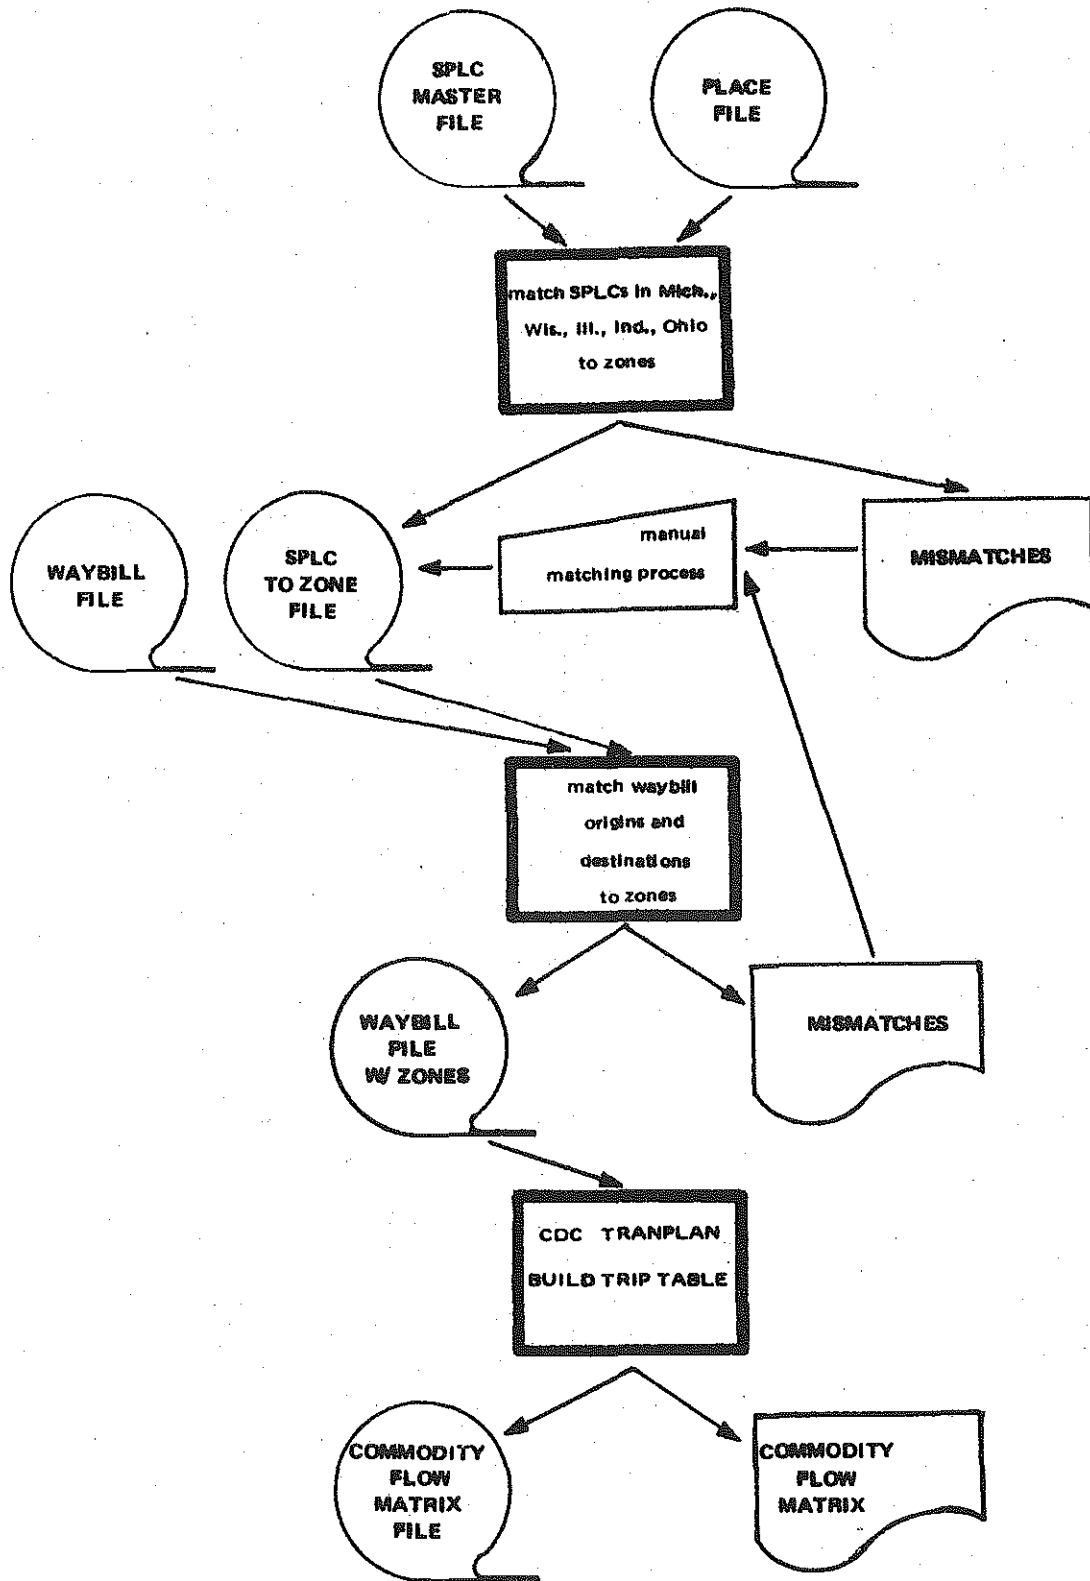 SPLC
MASTER
FILE
PLACE
FILE
match SPLCs in Mich.,
Wis., Ill., Ind., Ohio
to zones
WAYBILL
FILE
SPLC
TO ZONE
FILE
manual
matching process
MISMATCHES
match waybill
origins and
destinations
to zones
WAYBILL
FILE
W/ ZONES
MISMATCHES
CDC TRANPLAN
BUILD TRIP TABLE
COMMODITY
FLOW
MATRIX
FILE
COMMODITY
FLOW
MATRIX